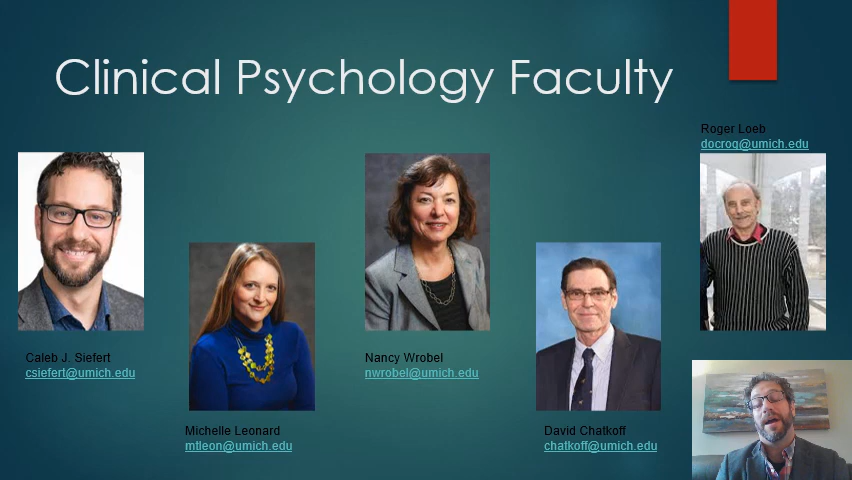 Clinical Psychology Faculty
Roger Loeb
docrog@umich.edu
Caleb J. Siefert
csiefert@umich.edu
Nancy Wrobel
nwrobel@umich.edu
Michelle Leonard
mtleon@umich.edu
David Chatkoff
chatkoff@umich.edu